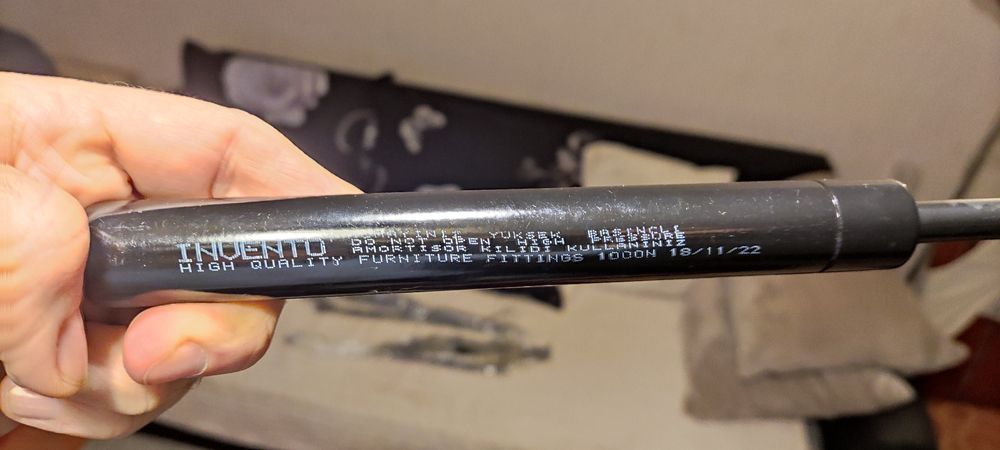 YUKSEK BASINCLI
INVENTO DO NOT OPEN HIGH PRESSURE
AMORTISOR KILIDI KULLANINIZ
HIGH QUALITY FURNITURE FITTINGS 1000N 18/11/22